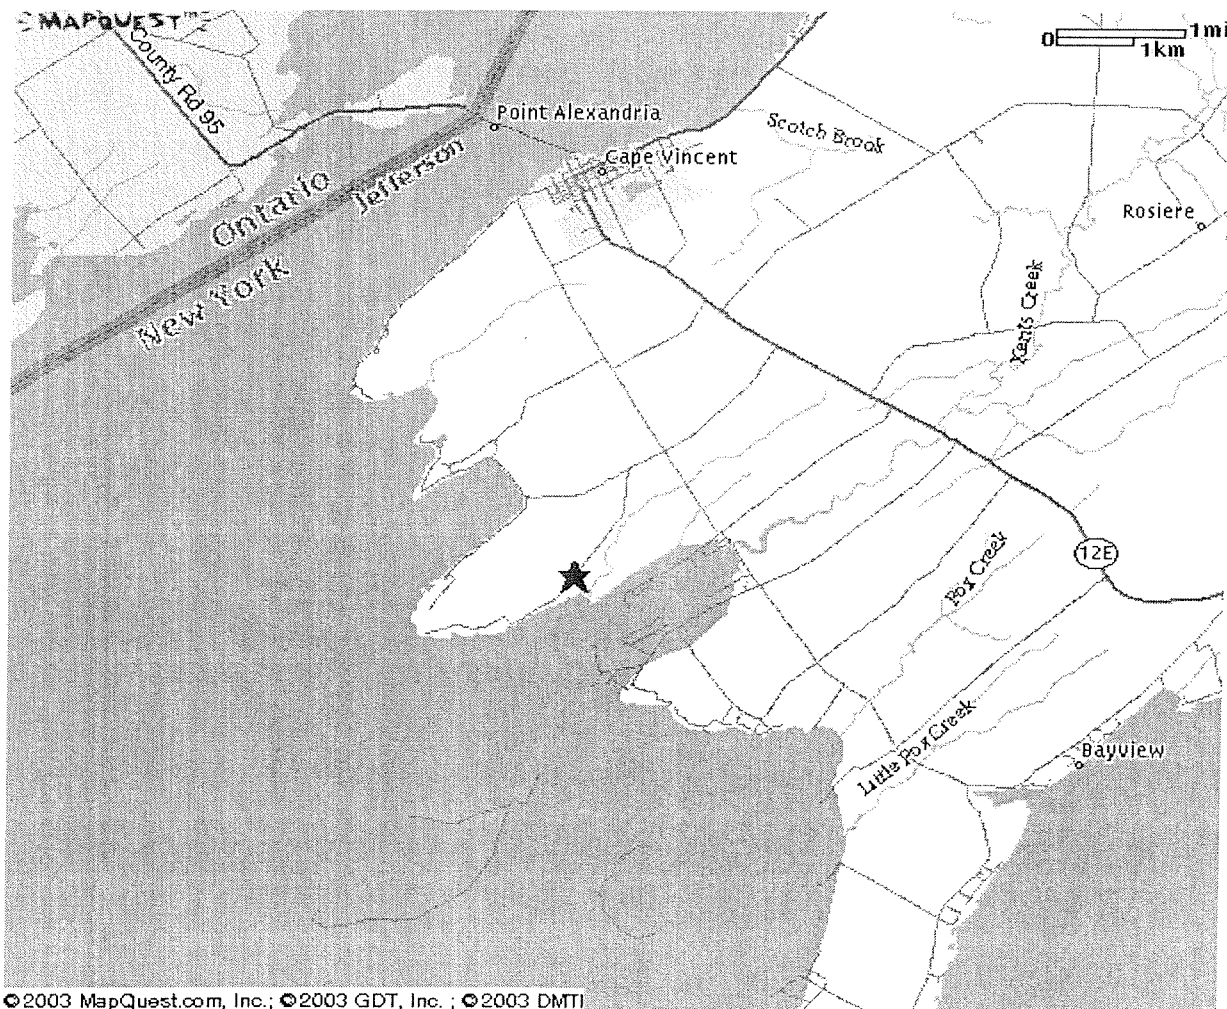 MAPQUEST
0 1mi
1km
County Rd 95
Point Alexandria
Scotch Brook
Cape Vincent
Jefferson
Ontario
Rosiere
New York
Kents Creek
12E
Fox Creek
Little Fox Creek
Bayview
©2003 MapQuest.com, Inc.; ©2003 GDT, Inc. ; ©2003 DMTI